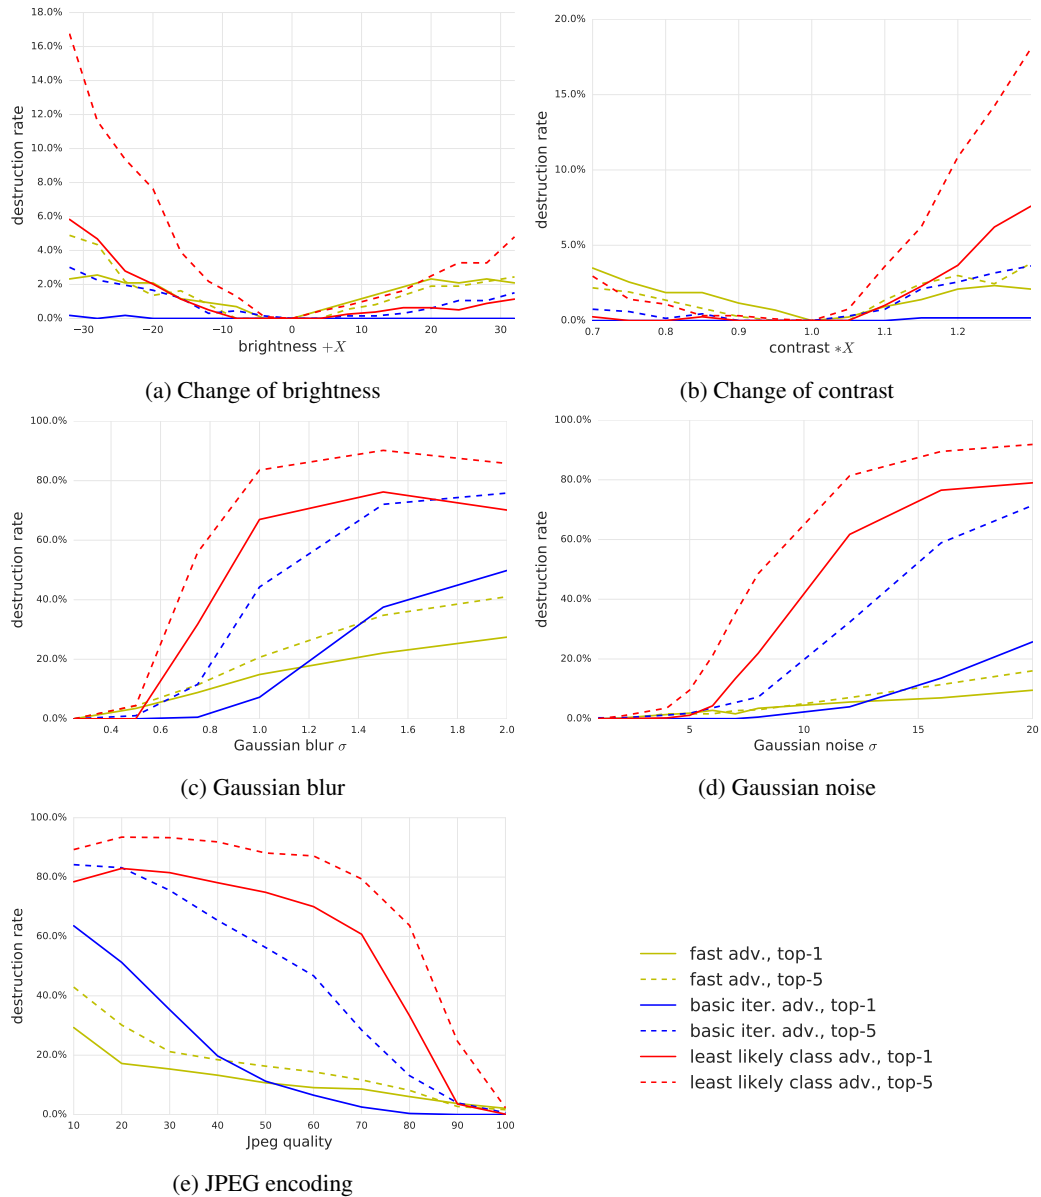 18.0%
16.0%
14.0%
12.0%
10.0%
8.0%
6.0%
4.0%
2.0%
0.0%
destruction rate
−30 −20 −10 0 10 20 30
brightness +X
(a) Change of brightness
20.0%
15.0%
10.0%
5.0%
0.0%
destruction rate
0.7 0.8 0.9 1.0 1.1 1.2
contrast ∗X
(b) Change of contrast
100.0%
80.0%
60.0%
40.0%
20.0%
0.0%
destruction rate
0.4 0.6 0.8 1.0 1.2 1.4 1.6 1.8 2.0
Gaussian blur σ
(c) Gaussian blur
100.0%
80.0%
60.0%
40.0%
20.0%
0.0%
destruction rate
5 10 15 20
Gaussian noise σ
(d) Gaussian noise
100.0%
80.0%
60.0%
40.0%
20.0%
0.0%
destruction rate
10 20 30 40 50 60 70 80 90 100
Jpeg quality
(e) JPEG encoding
fast adv., top-1
fast adv., top-5
basic iter. adv., top-1
basic iter. adv., top-5
least likely class adv., top-1
least likely class adv., top-5